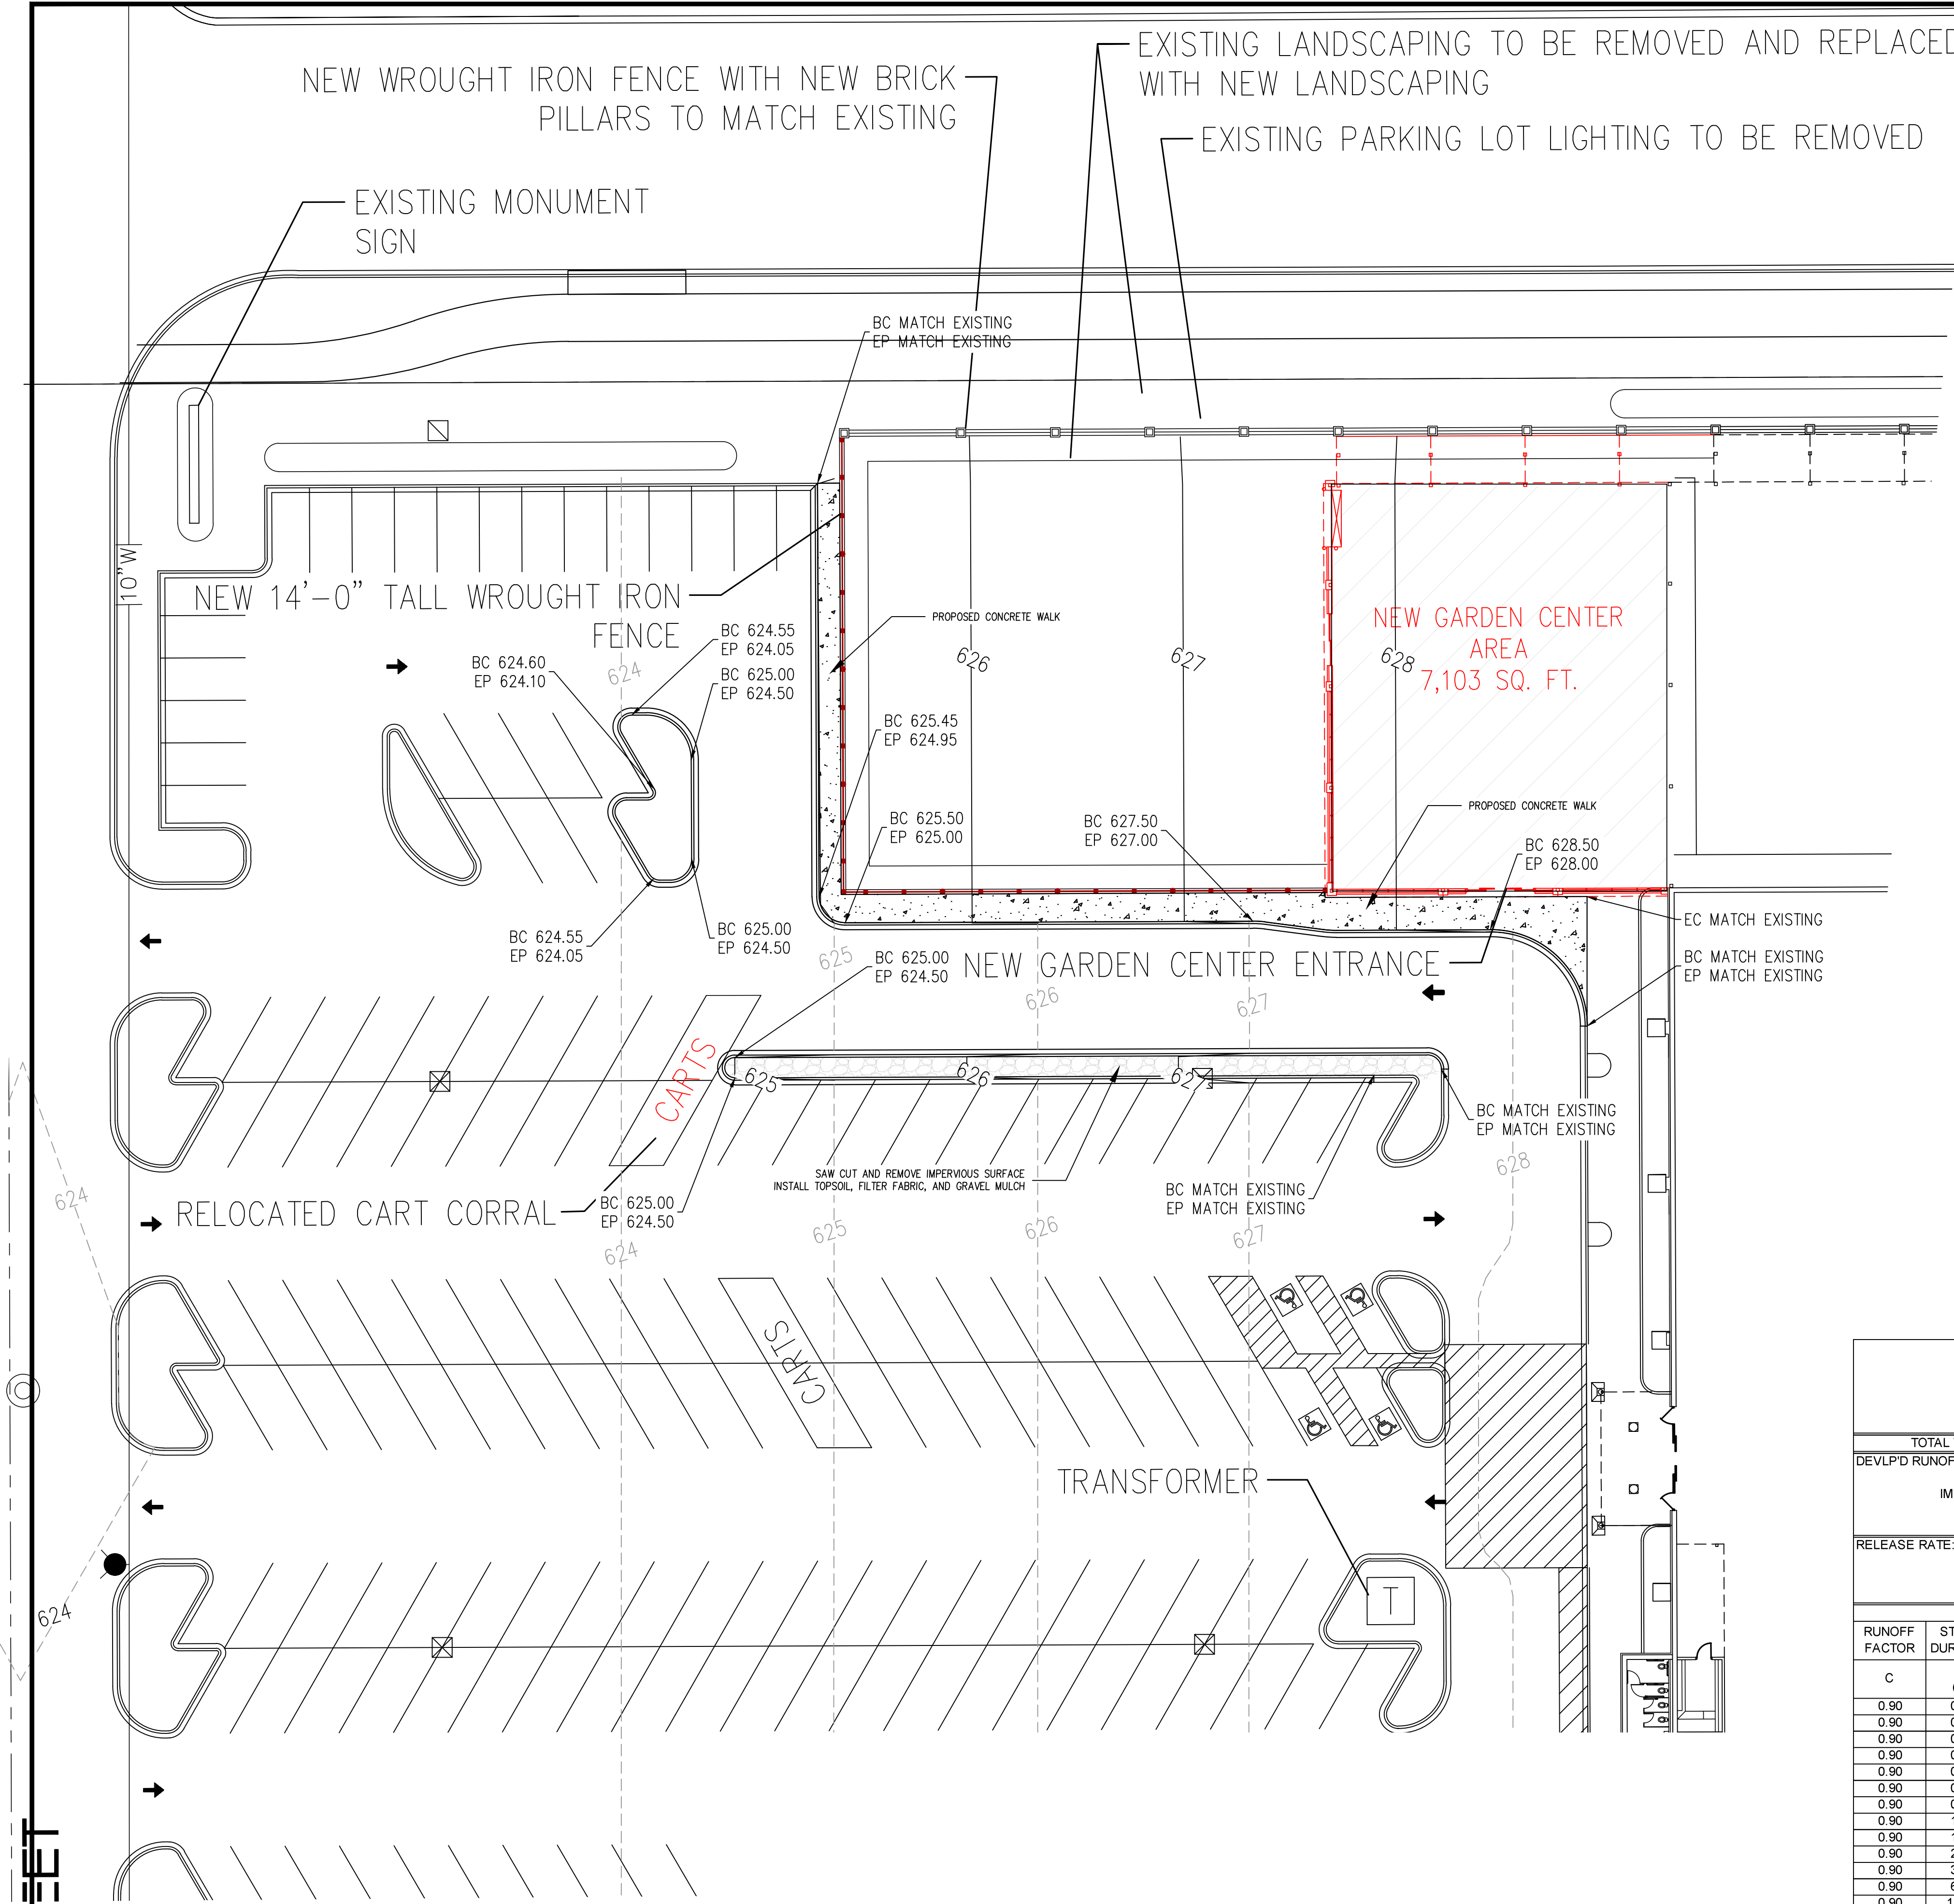 EXISTING LANDSCAPING TO BE REMOVED AND REPLACED
WITH NEW LANDSCAPING
NEW WROUGHT IRON FENCE WITH NEW BRICK
PILLARS TO MATCH EXISTING
EXISTING PARKING LOT LIGHTING TO BE REMOVED
EXISTING MONUMENT
SIGN
BC MATCH EXISTING
EP MATCH EXISTING
10"W
NEW 14'-0" TALL WROUGHT IRON
FENCE
PROPOSED CONCRETE WALK
NEW GARDEN CENTER
AREA
7,103 SQ. FT.
BC 624.55
EP 624.05
BC 624.60
EP 624.10
624
BC 625.00
EP 624.50
626
627
628
BC 625.45
EP 624.95
BC 625.50
EP 625.00
BC 627.50
EP 627.00
PROPOSED CONCRETE WALK
BC 628.50
EP 628.00
EC MATCH EXISTING
BC 624.55
EP 624.05
BC 625.00
EP 624.50
625
BC 625.00
EP 624.50
NEW GARDEN CENTER ENTRANCE
BC MATCH EXISTING
EP MATCH EXISTING
626
627
CARTS
625
626
627
BC MATCH EXISTING
EP MATCH EXISTING
SAW CUT AND REMOVE IMPERVIOUS SURFACE
INSTALL TOPSOIL, FILTER FABRIC, AND GRAVEL MULCH
628
624
RELOCATED CART CORRAL
BC 625.00
EP 624.50
BC MATCH EXISTING
EP MATCH EXISTING
624
625
626
627
CARTS
TRANSFORMER
T
624
TOTAL
DEVLP'D RUNOF
IM
RELEASE RATE:
RUNOFF
FACTOR
ST
DUR
C
0.90
0.90
0.90
0.90
0.90
0.90
0.90
0.90
0.90
0.90
0.90
0.90
0.90